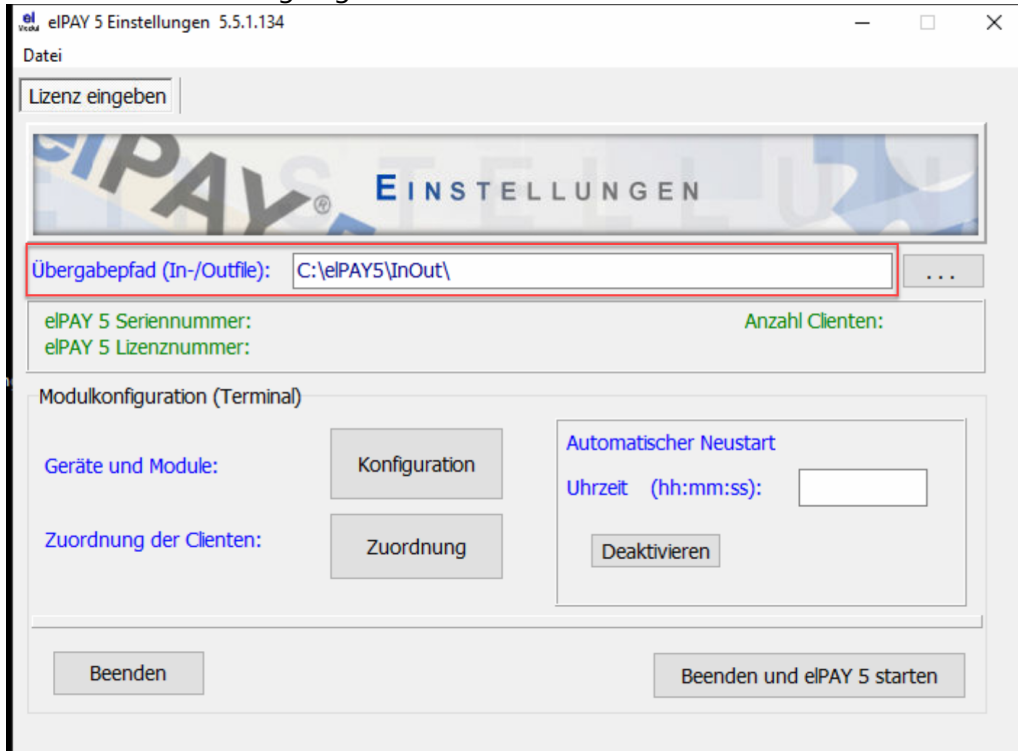 elPAY 5 Einstellungen 5.5.1.134
Datei
Lizenz eingeben
elPAY®
EINSTELLUNGEN
Übergabepfad (In-/Outfile): C:\elPAY5\InOut\ ...
elPAY 5 Seriennummer: Anzahl Clienten:
elPAY 5 Lizenznummer:
Modulkonfiguration (Terminal)
Automatischer Neustart
Geräte und Module: Konfiguration
Uhrzeit (hh:mm:ss):
Zuordnung der Clienten: Zuordnung
Deaktivieren
Beenden Beenden und elPAY 5 starten